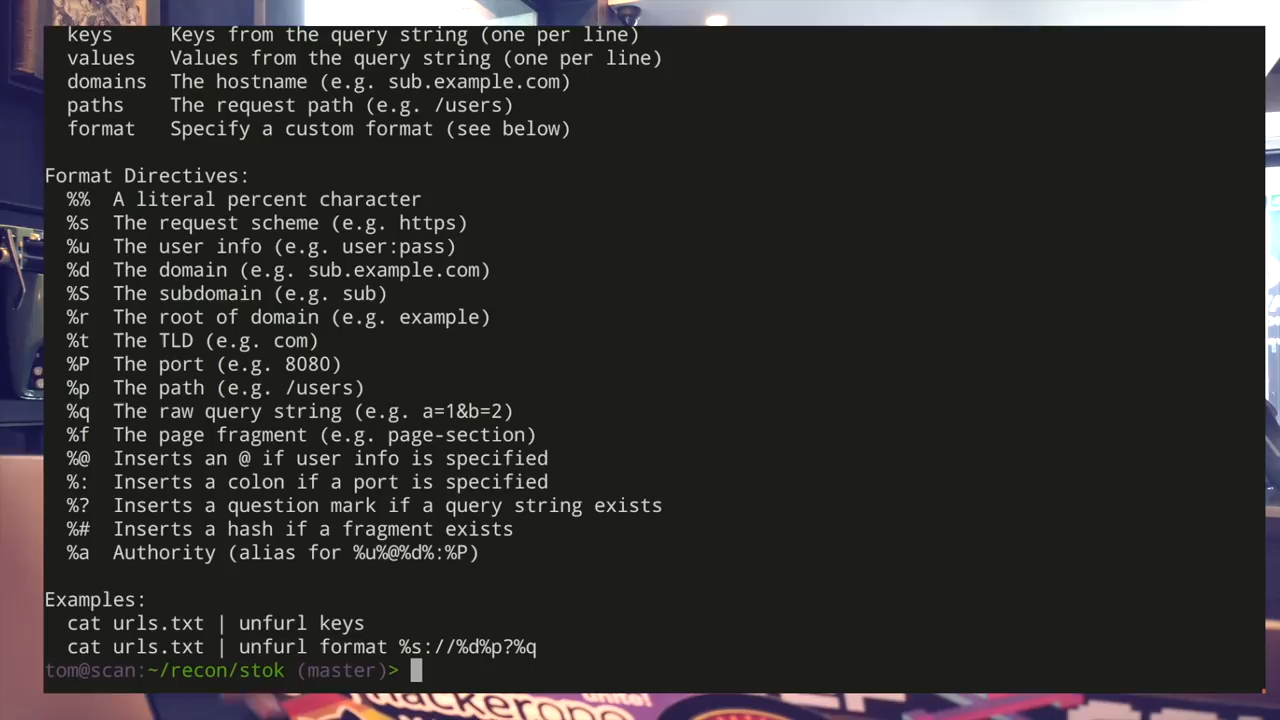 keys Keys from the query string (one per line)
values Values from the query string (one per line)
domains The hostname (e.g. sub.example.com)
paths The request path (e.g. /users)
format Specify a custom format (see below)
Format Directives:
%% A literal percent character
%s The request scheme (e.g. https)
%u The user info (e.g. user:pass)
%d The domain (e.g. sub.example.com)
%S The subdomain (e.g. sub)
%r The root of domain (e.g. example)
%t The TLD (e.g. com)
%P The port (e.g. 8080)
%p The path (e.g. /users)
%q The raw query string (e.g. a=1&b=2)
%f The page fragment (e.g. page-section)
%@ Inserts an @ if user info is specified
%: Inserts a colon if a port is specified
%? Inserts a question mark if a query string exists
%# Inserts a hash if a fragment exists
%a Authority (alias for %u%@%d%:%P)
Examples:
cat urls.txt | unfurl keys
cat urls.txt | unfurl format %s://%d%p?%q
tom@scan:~/recon/stok (master)>
hackerone
unite!